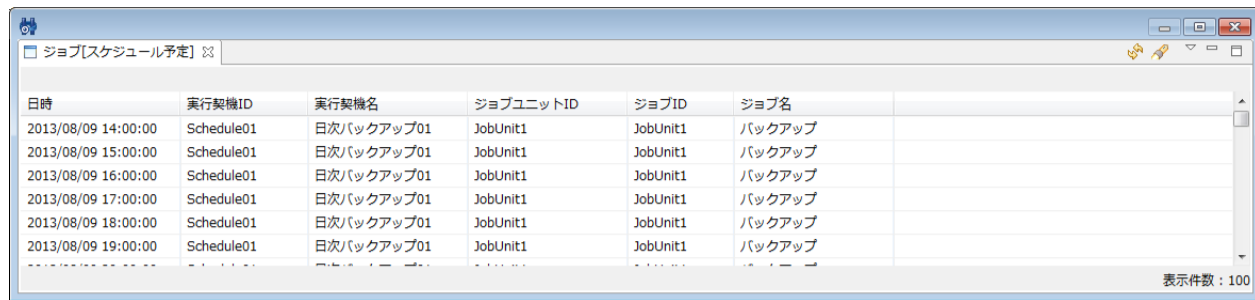 ジョブ[スケジュール予定]
日時 実行契機ID 実行契機名 ジョブユニットID ジョブID ジョブ名
2013/08/09 14:00:00 Schedule01 日次バックアップ01 JobUnit1 JobUnit1 バックアップ
2013/08/09 15:00:00 Schedule01 日次バックアップ01 JobUnit1 JobUnit1 バックアップ
2013/08/09 16:00:00 Schedule01 日次バックアップ01 JobUnit1 JobUnit1 バックアップ
2013/08/09 17:00:00 Schedule01 日次バックアップ01 JobUnit1 JobUnit1 バックアップ
2013/08/09 18:00:00 Schedule01 日次バックアップ01 JobUnit1 JobUnit1 バックアップ
2013/08/09 19:00:00 Schedule01 日次バックアップ01 JobUnit1 JobUnit1 バックアップ
表示件数：100